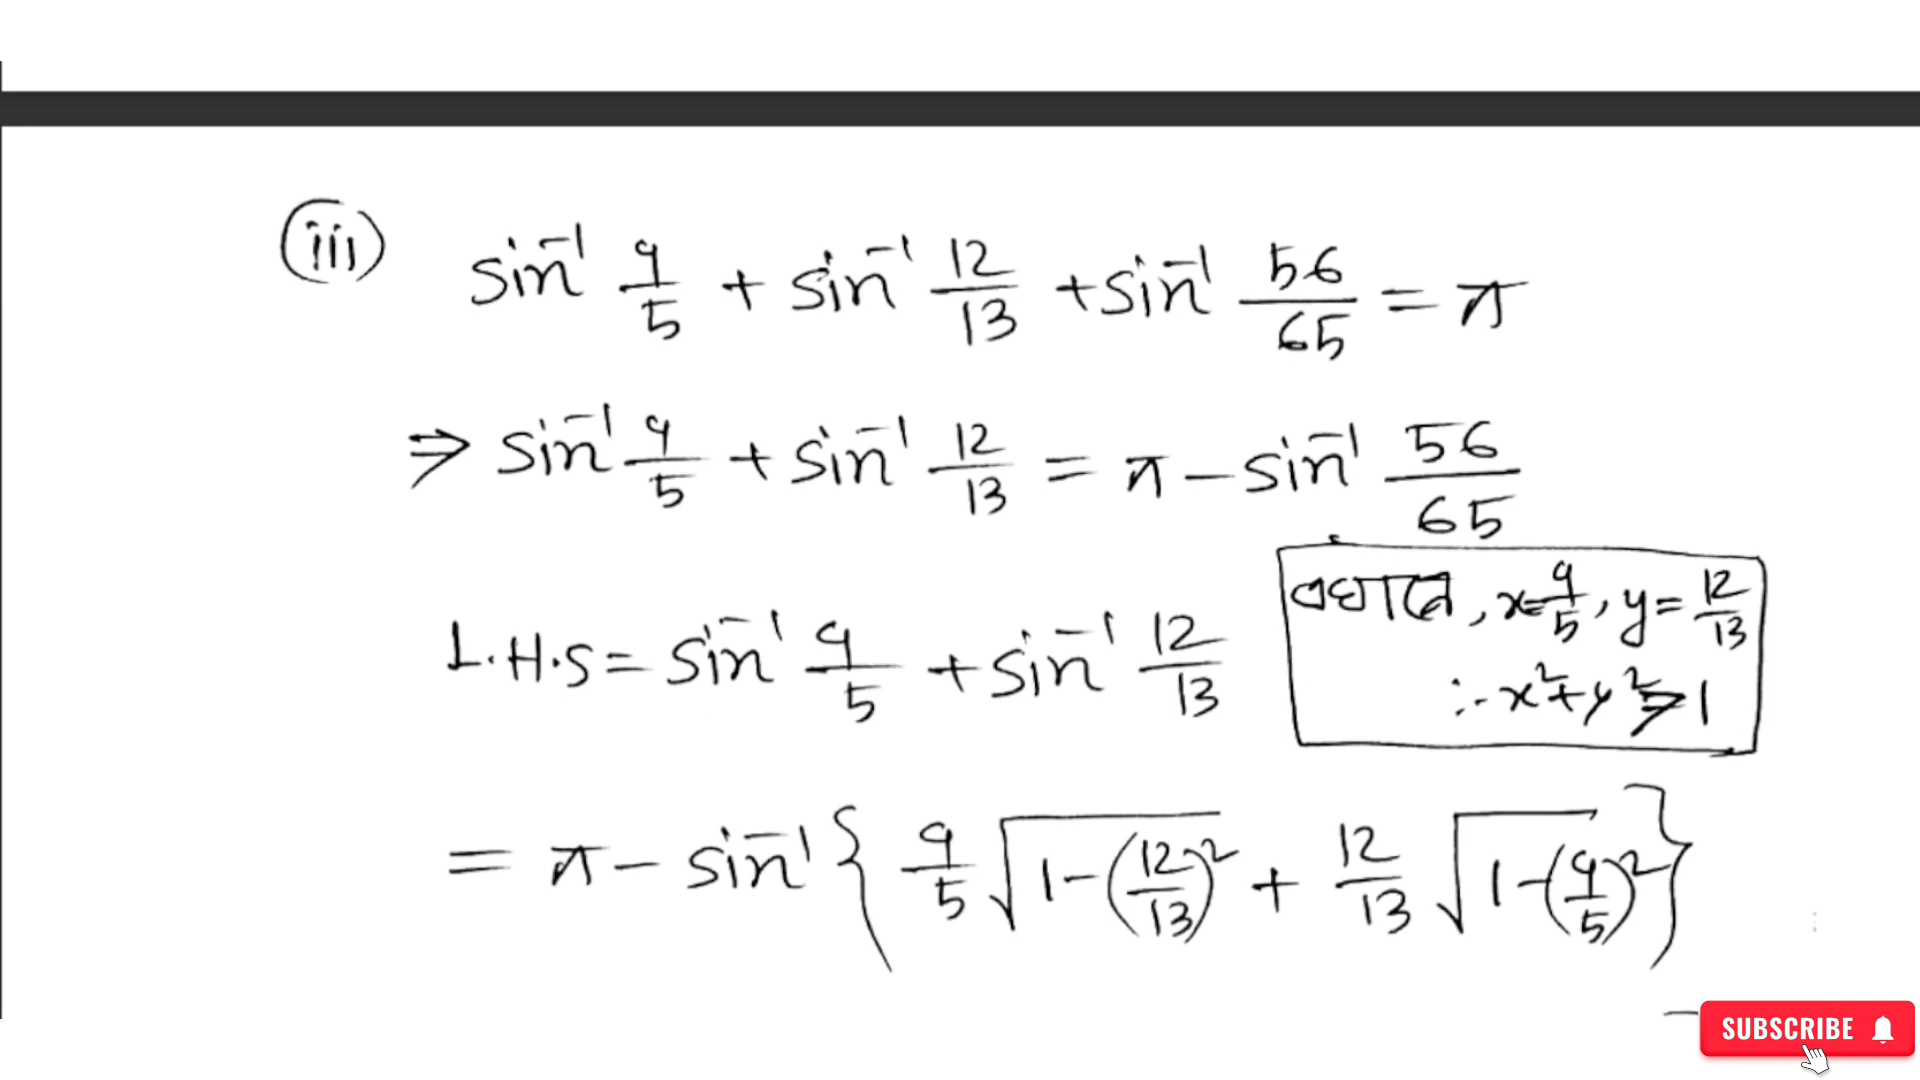 (iii) sin⁻¹ 4/5 + sin⁻¹ 12/13 + sin⁻¹ 56/65 = π
⇒ sin⁻¹ 4/5 + sin⁻¹ 12/13 = π - sin⁻¹ 56/65
এখানে, x=4/5, y=12/13
∴ x²+y²>1
L.H.S = sin⁻¹ 4/5 + sin⁻¹ 12/13
= π - sin⁻¹ { 4/5 √(1-(12/13)²) + 12/13 √(1-(4/5)²) }
SUBSCRIBE